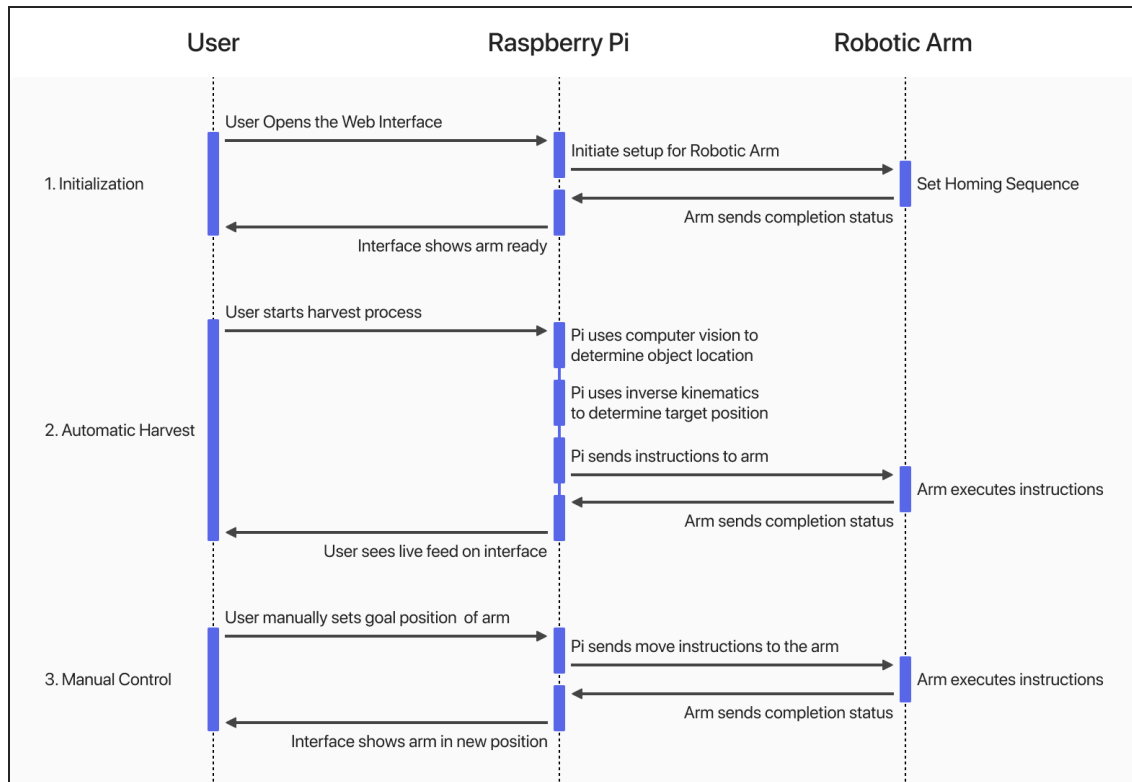 User
Raspberry Pi
Robotic Arm
User Opens the Web Interface
Initiate setup for Robotic Arm
1. Initialization
Set Homing Sequence
Arm sends completion status
Interface shows arm ready
User starts harvest process
Pi uses computer vision to
determine object location
Pi uses inverse kinematics
to determine target position
2. Automatic Harvest
Pi sends instructions to arm
Arm executes instructions
Arm sends completion status
User sees live feed on interface
User manually sets goal position of arm
Pi sends move instructions to the arm
3. Manual Control
Arm executes instructions
Arm sends completion status
Interface shows arm in new position